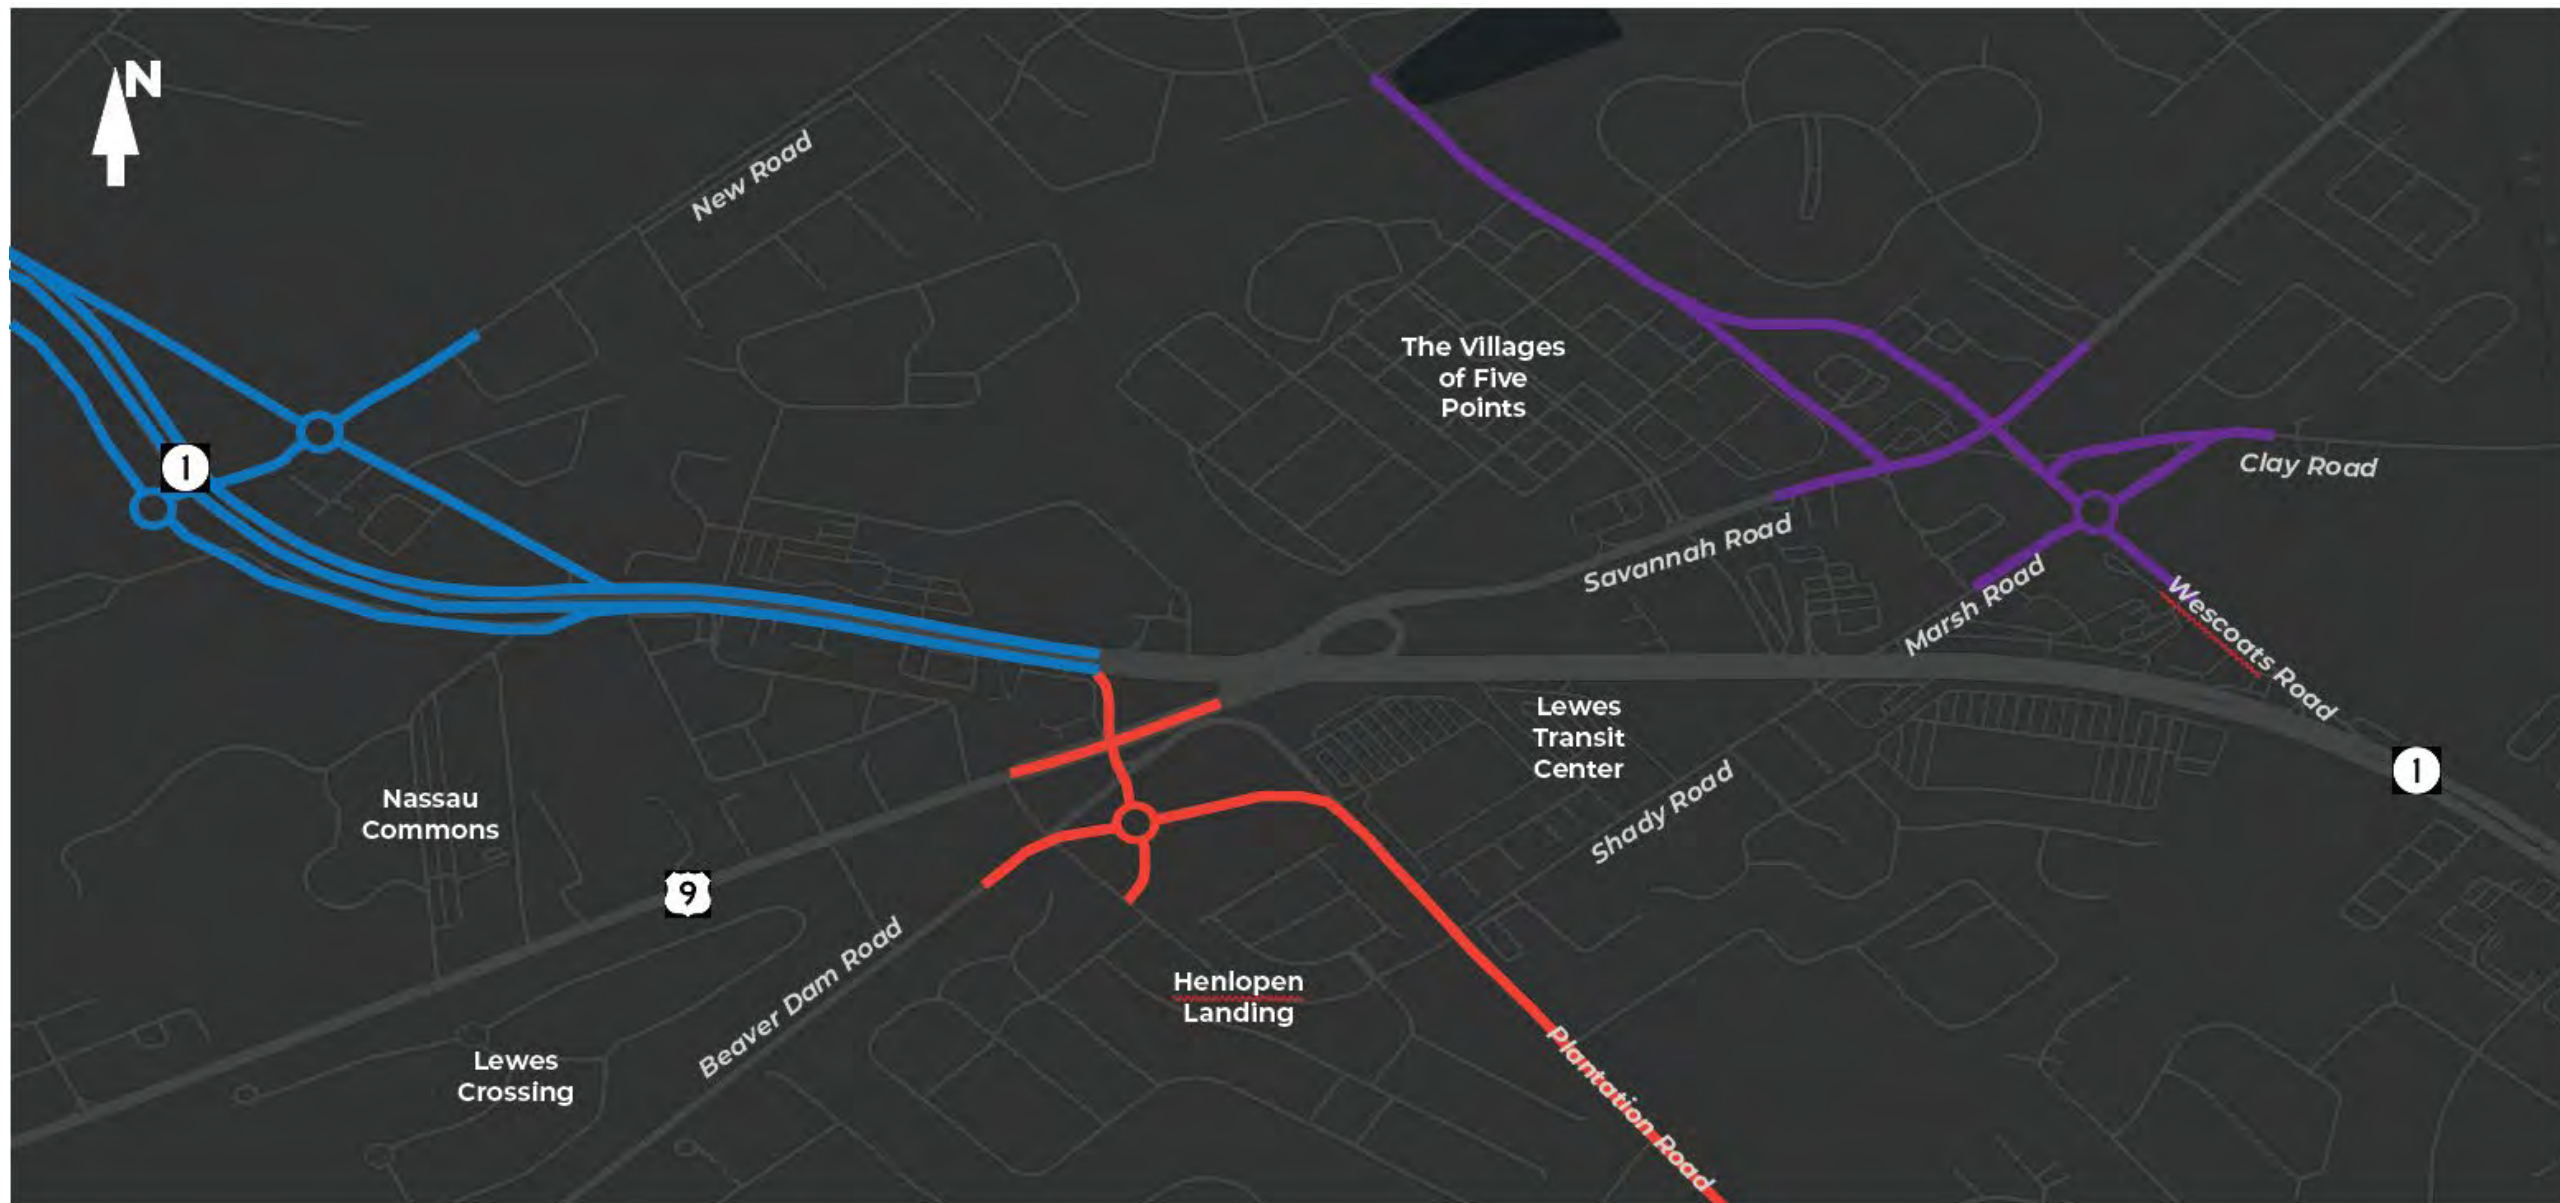 N
New Road
1
The Villages
of Five
Points
Clay Road
Savannah Road
Marsh Road
Wescoats Road
Lewes
Transit
Center
1
Shady Road
Nassau
Commons
9
Beaver Dam Road
Henlopen
Landing
Lewes
Crossing
Plantation Road